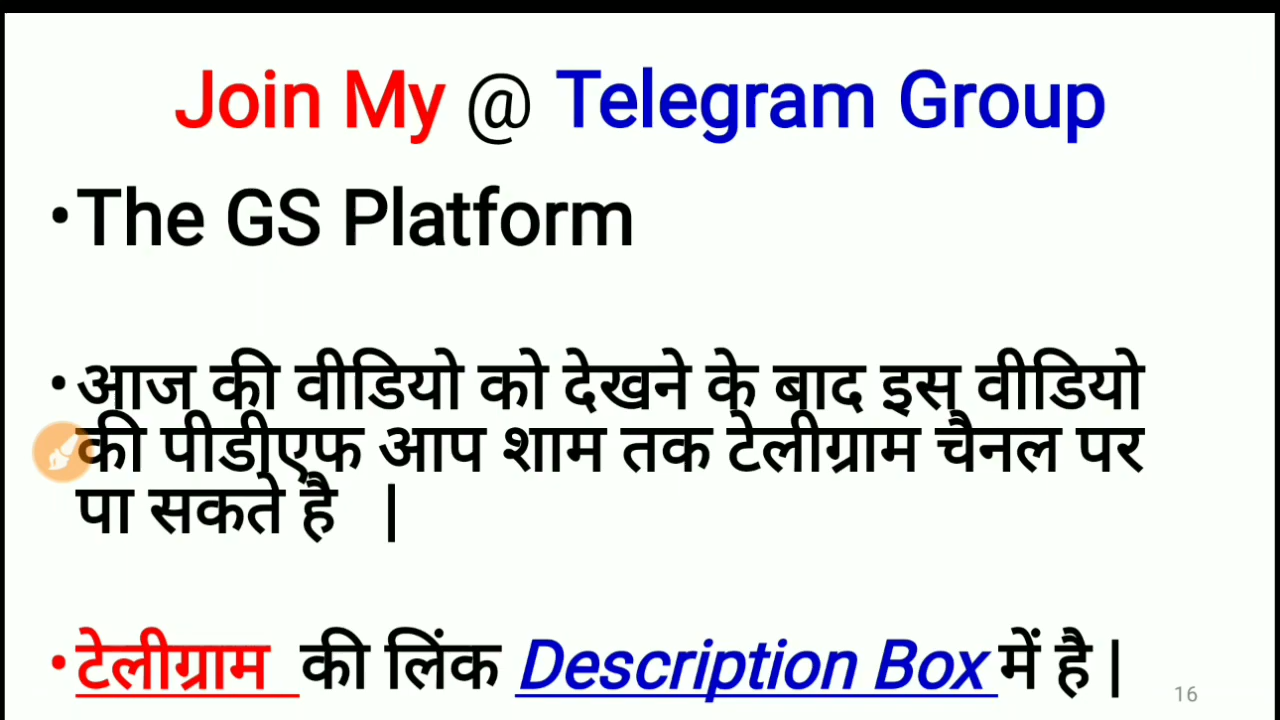 Join My @ Telegram Group
•The GS Platform
•आज की वीडियो को देखने के बाद इस वीडियो
की पीडीएफ आप शाम तक टेलीग्राम चैनल पर
पा सकते है |
•टेलीग्राम की लिंक Description Box में है |
16